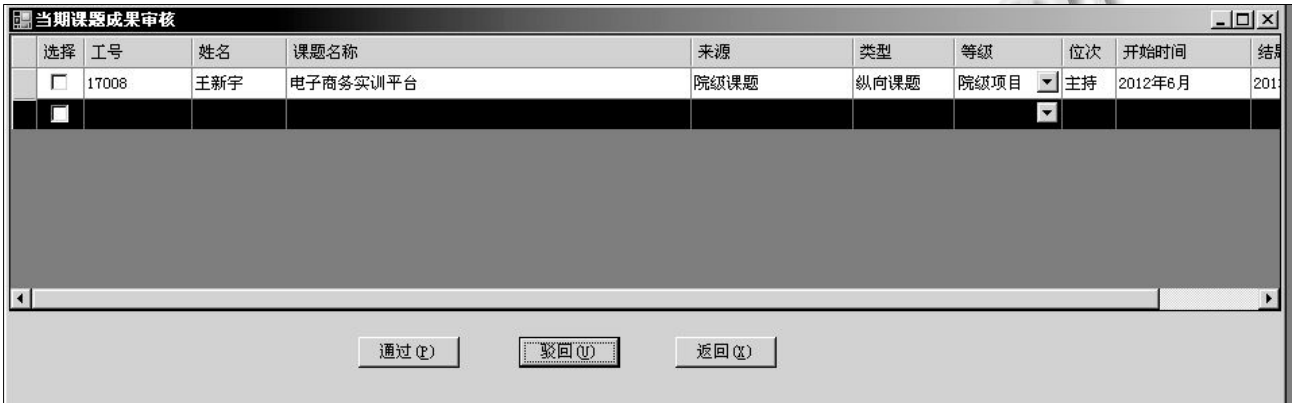 当期课题成果审核
选择 工号 姓名 课题名称 来源 类型 等级 位次 开始时间 结
17008 王新宇 电子商务实训平台 院级课题 纵向课题 院级项目 主持 2012年6月 201
通过(P) 驳回(U) 返回(X)